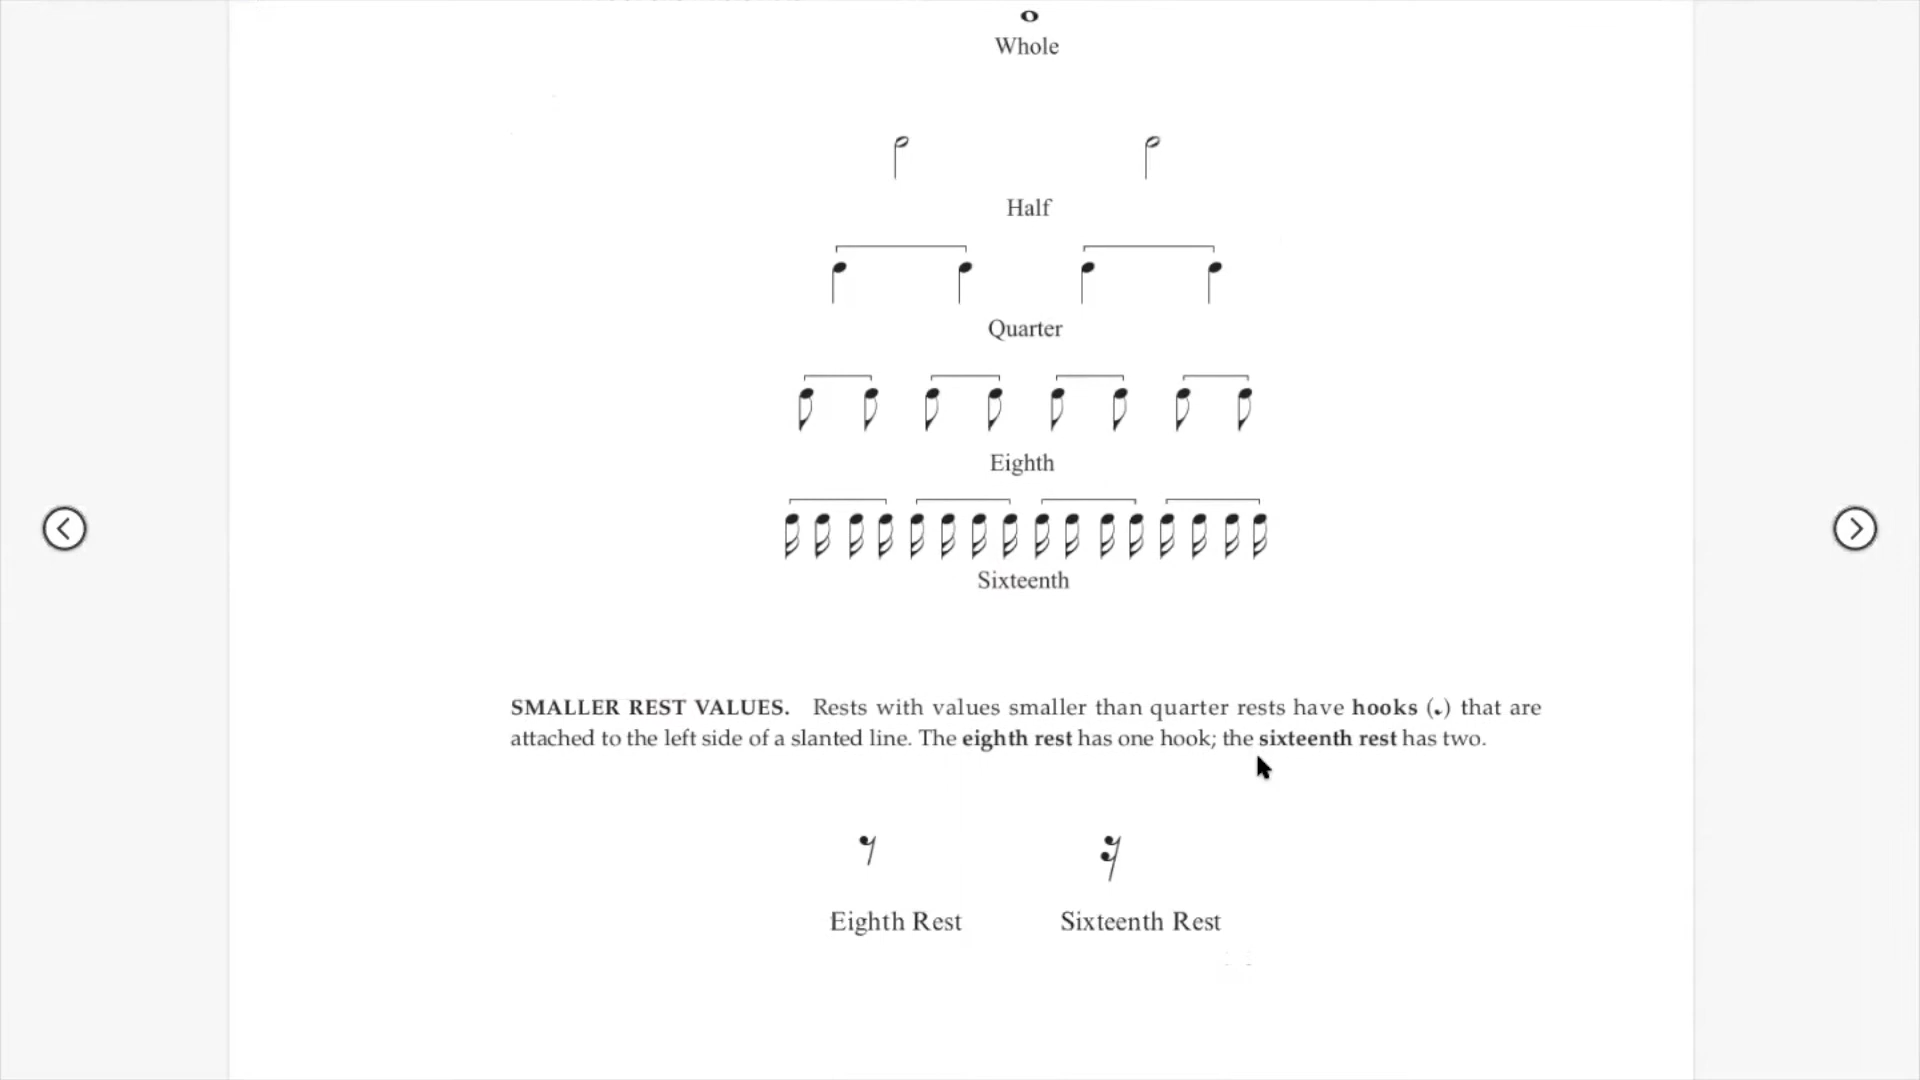 Whole
Half
Quarter
Eighth
Sixteenth
SMALLER REST VALUES. Rests with values smaller than quarter rests have hooks (𝅭) that are
attached to the left side of a slanted line. The eighth rest has one hook; the sixteenth rest has two.
Eighth Rest Sixteenth Rest